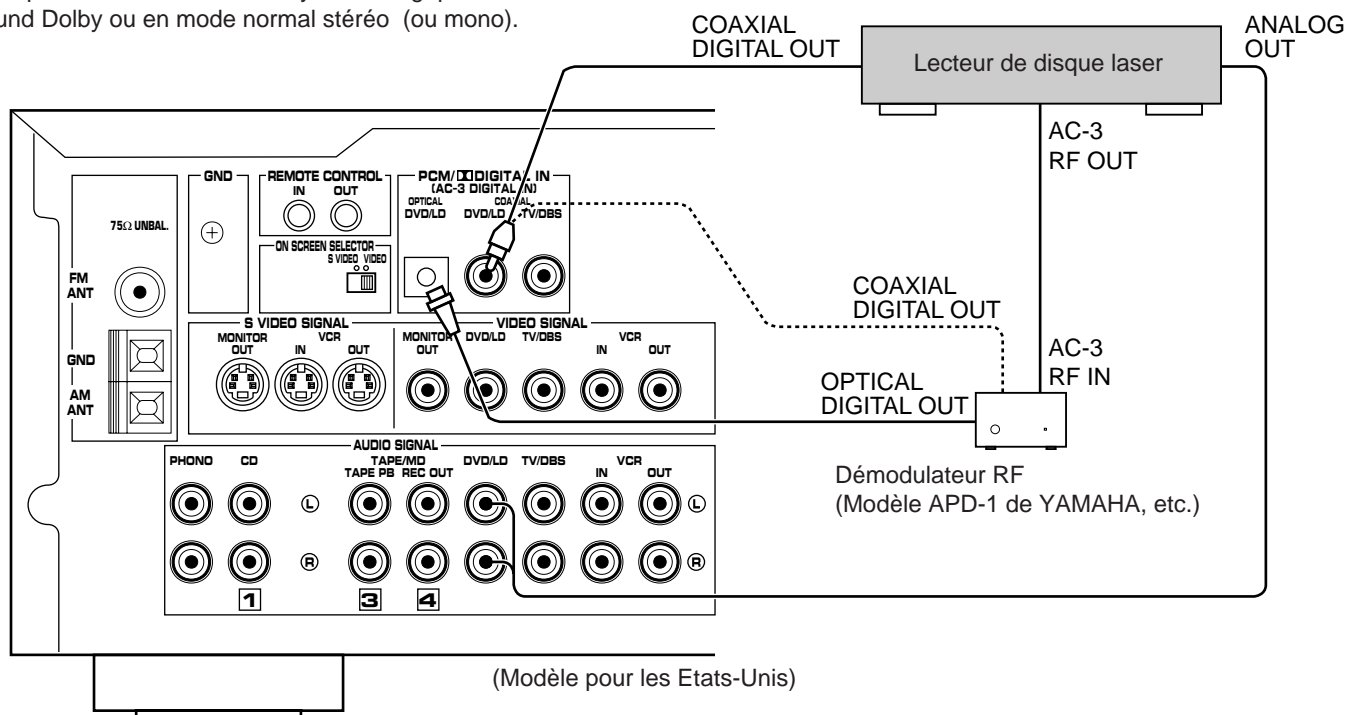 und Dolby ou en mode normal stéréo (ou mono).
COAXIAL
DIGITAL OUT
ANALOG
OUT
Lecteur de disque laser
AC-3
RF OUT
GND
REMOTE CONTROL
IN OUT
PCM/ DIGITAL IN
(AC-3 DIGITAL IN)
OPTICAL COAXIAL
DVD/LD DVD/LD TV/DBS
75Ω UNBAL.
ON SCREEN SELECTOR
S VIDEO VIDEO
FM
ANT
COAXIAL
DIGITAL OUT
S VIDEO SIGNAL
MONITOR VCR
OUT IN OUT
VIDEO SIGNAL
MONITOR DVD/LD TV/DBS VCR
OUT IN OUT
GND
AM
ANT
AC-3
RF IN
OPTICAL
DIGITAL OUT
AUDIO SIGNAL
PHONO CD TAPE/MD DVD/LD TV/DBS VCR
TAPE PB REC OUT IN OUT
L L
R R
1 3 4
Démodulateur RF
(Modèle APD-1 de YAMAHA, etc.)
(Modèle pour les Etats-Unis)